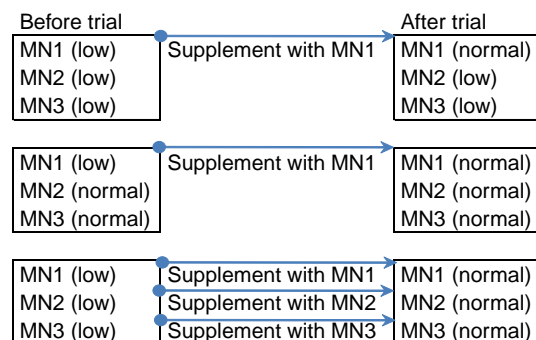 Before trial After trial
MN1 (low) Supplement with MN1 MN1 (normal)
MN2 (low) MN2 (low)
MN3 (low) MN3 (low)
MN1 (low) Supplement with MN1 MN1 (normal)
MN2 (normal) MN2 (normal)
MN3 (normal) MN3 (normal)
MN1 (low) Supplement with MN1 MN1 (normal)
MN2 (low) Supplement with MN2 MN2 (normal)
MN3 (low) Supplement with MN3 MN3 (normal)